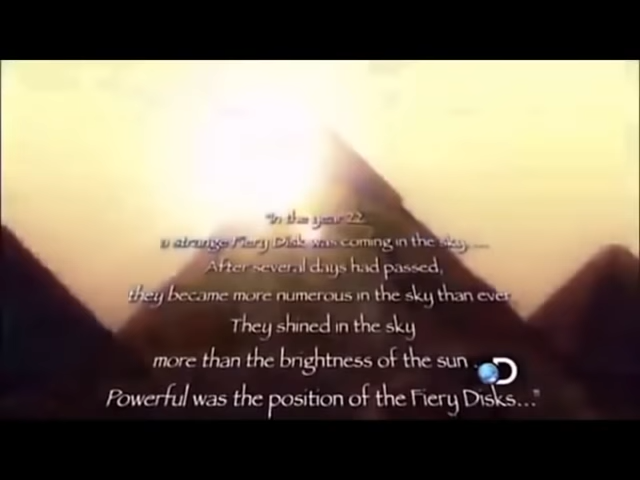 "In the year 22
a strange Fiery Disk was coming in the sky. ....
After several days had passed,
they became more numerous in the sky than ever
They shined in the sky
more than the brightness of the sun ..
Powerful was the position of the Fiery Disks..."
D